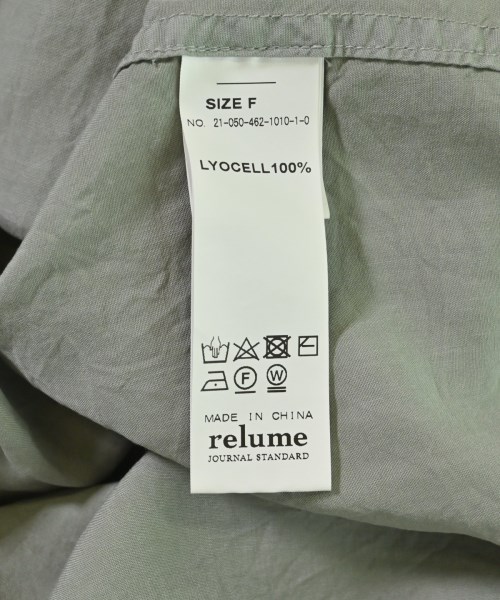 SIZE F
NO. 21-050-462-1010-1-0
LYOCELL100%
F W
MADE IN CHINA
relume
JOURNAL STANDARD